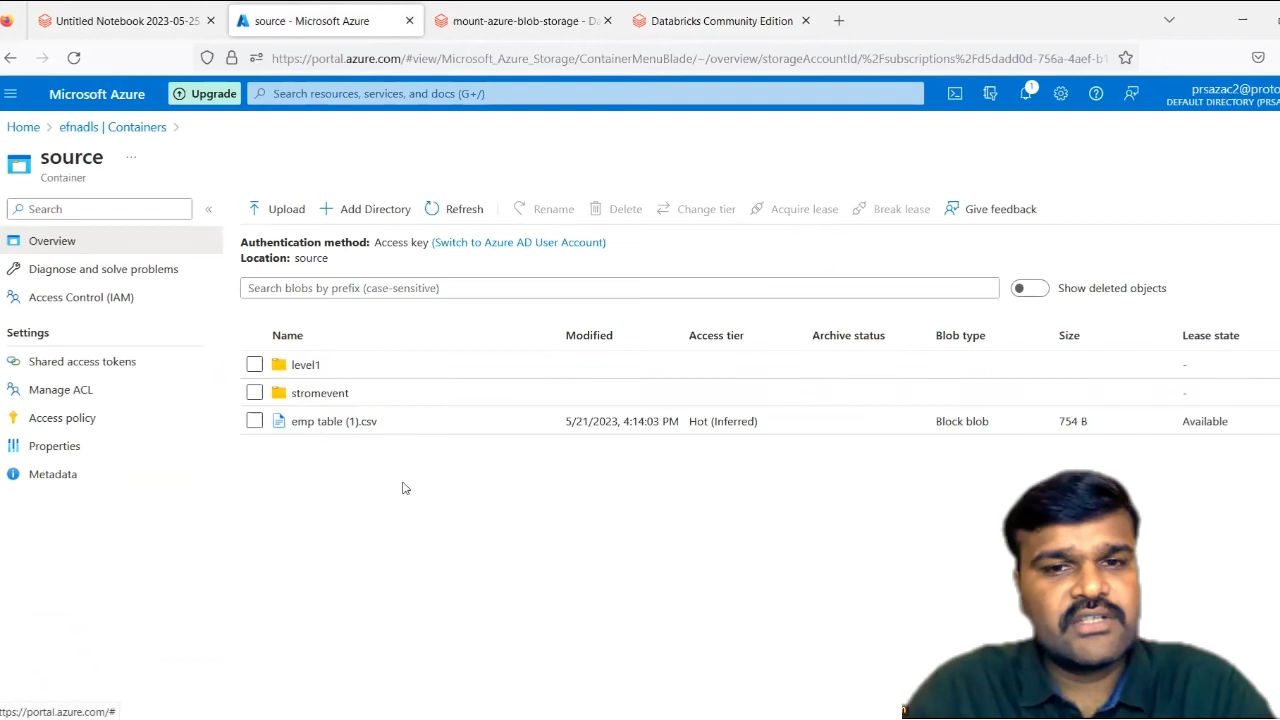 Untitled Notebook 2023-05-25
source - Microsoft Azure
mount-azure-blob-storage - Da
Databricks Community Edition
https://portal.azure.com/#view/Microsoft_Azure_Storage/ContainerMenuBlade/~/overview/storageAccountId/%2Fsubscriptions%2Fd5dadd0d-756a-4aef-b1
Microsoft Azure
Upgrade
Search resources, services, and docs (G+/)
1
prsazac2@proto
DEFAULT DIRECTORY (PRSA
Home > efnadls | Containers >
source ...
Container
Search
«
Upload
Add Directory
Refresh
Rename
Delete
Change tier
Acquire lease
Break lease
Give feedback
Overview
Diagnose and solve problems
Access Control (IAM)
Settings
Shared access tokens
Manage ACL
Access policy
Properties
Metadata
Authentication method: Access key (Switch to Azure AD User Account)
Location: source
Search blobs by prefix (case-sensitive)
Show deleted objects
Name Modified Access tier Archive status Blob type Size Lease state
level1 -
stromevent -
emp table (1).csv 5/21/2023, 4:14:03 PM Hot (Inferred) Block blob 754 B Available
ttps://portal.azure.com/#